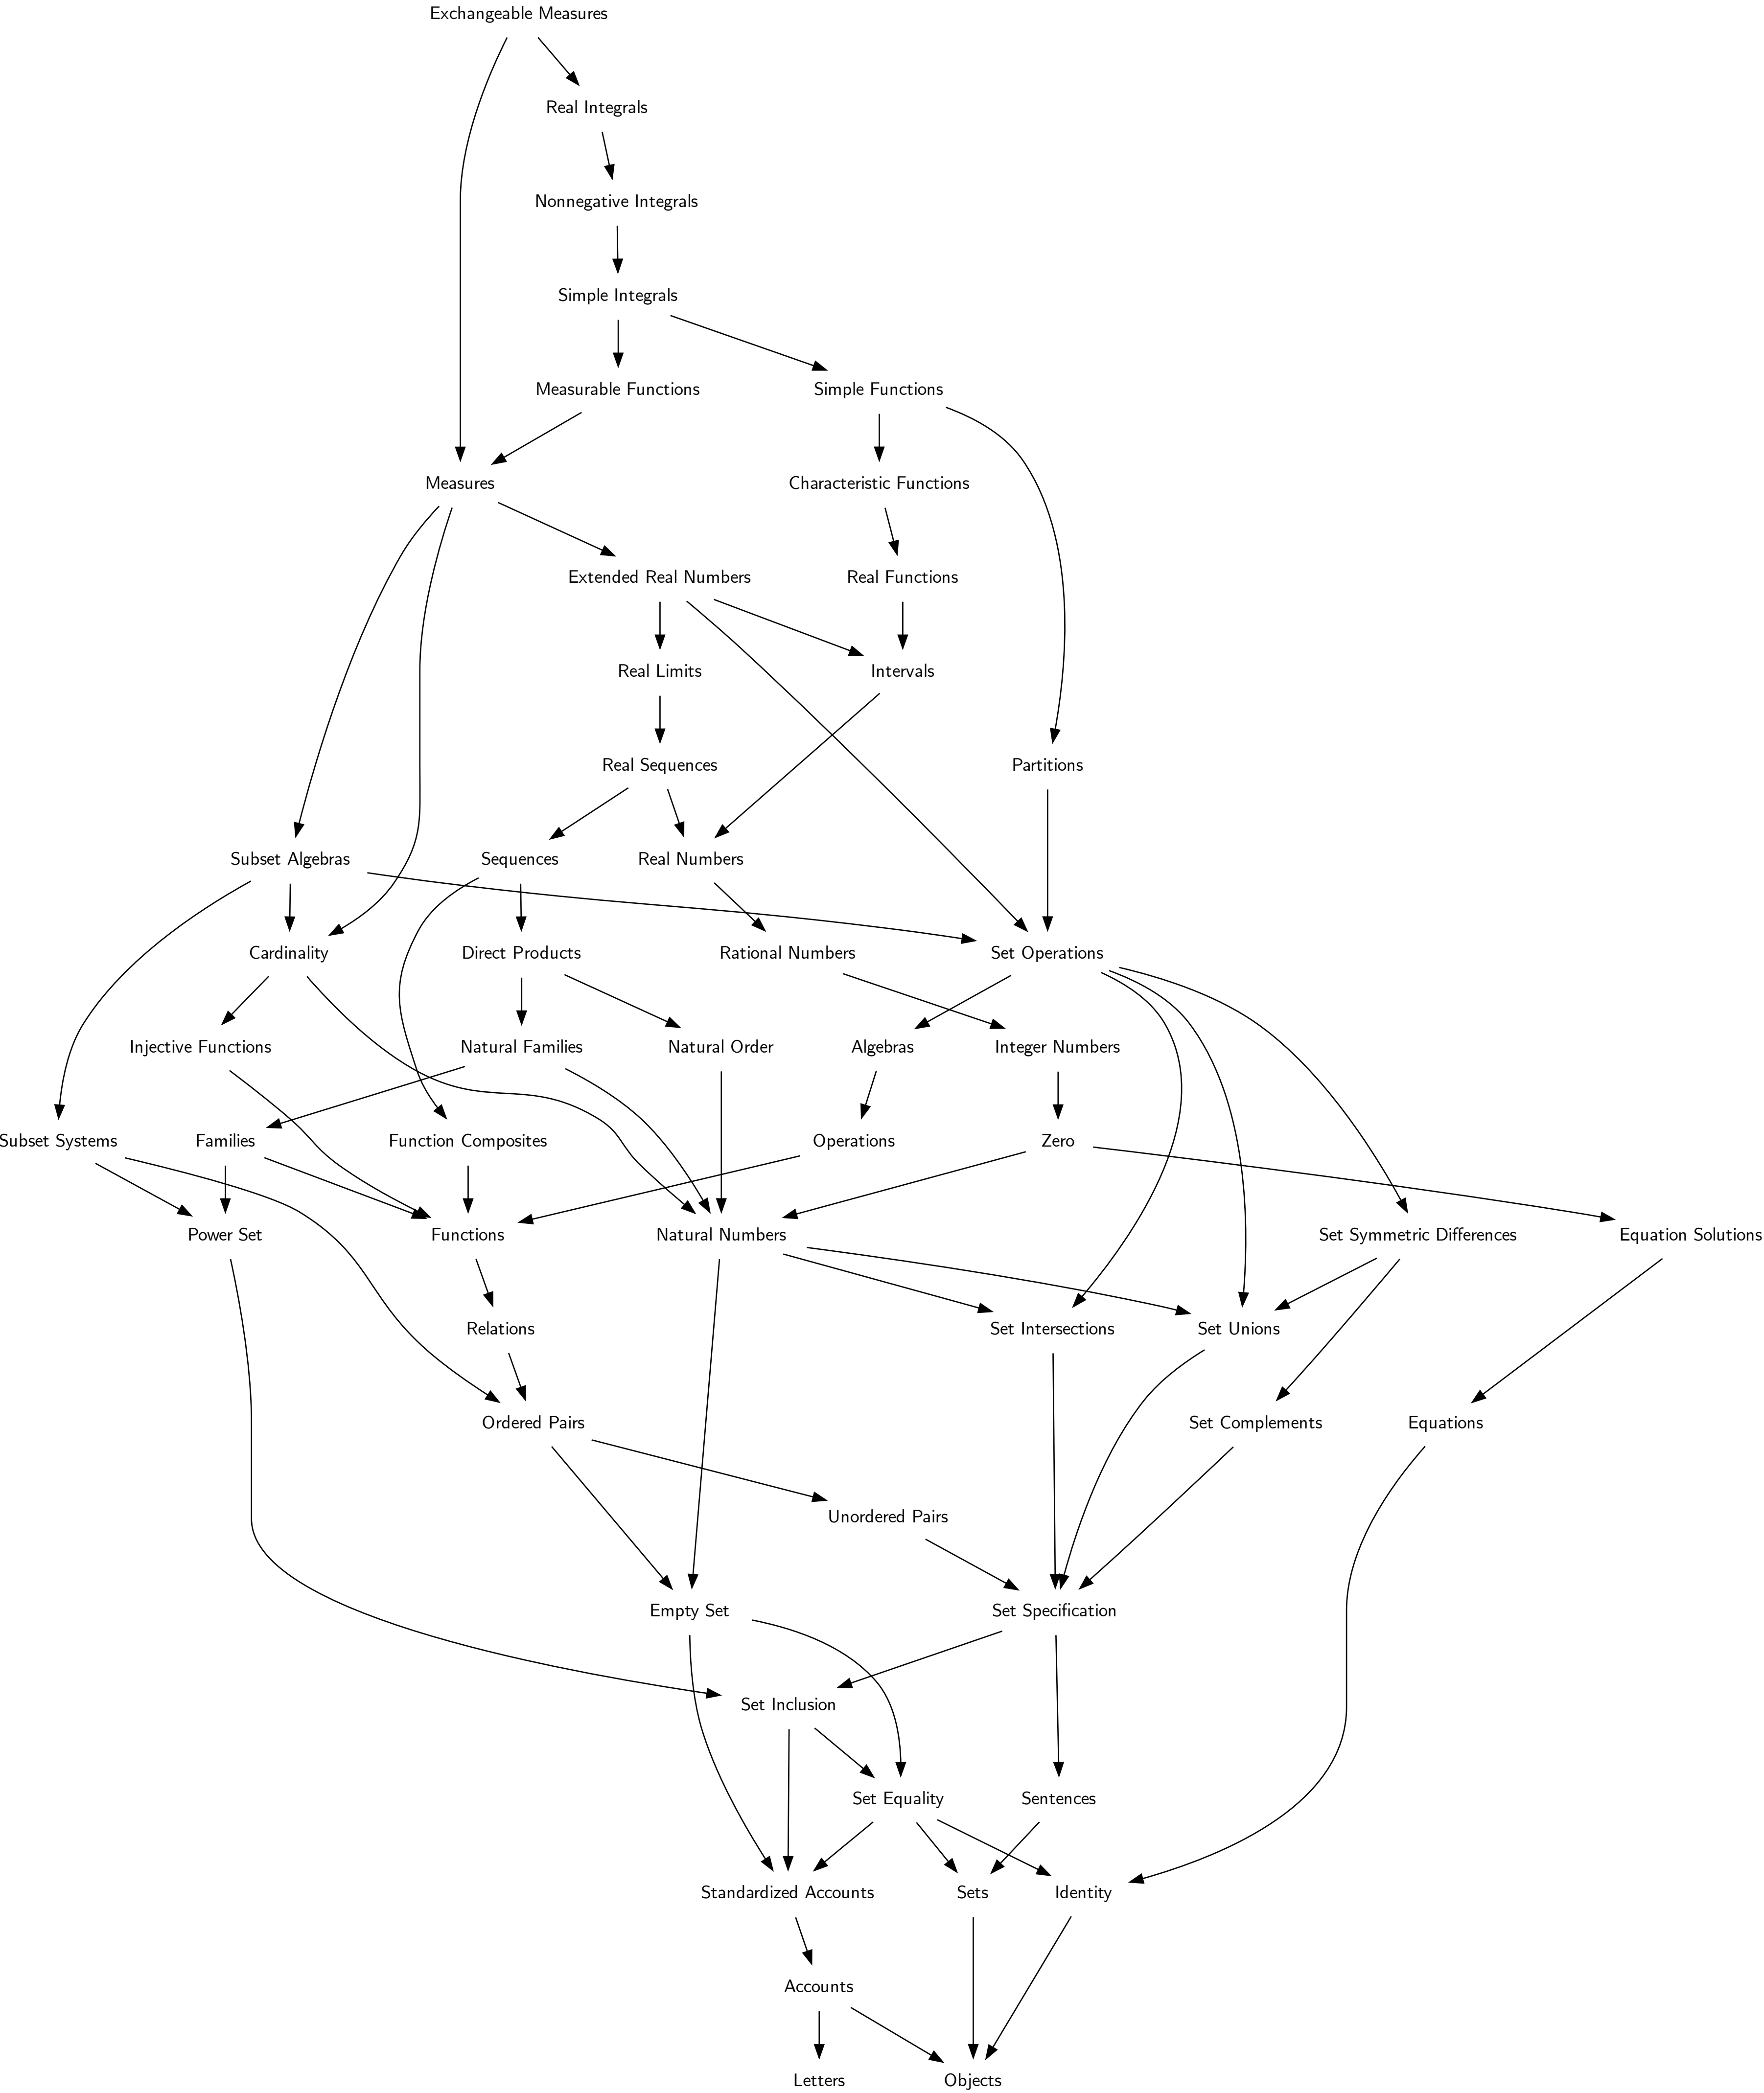 Exchangeable Measures
Real Integrals
Nonnegative Integrals
Simple Integrals
Measurable Functions
Simple Functions
Measures
Characteristic Functions
Extended Real Numbers
Real Functions
Real Limits
Intervals
Real Sequences
Partitions
Subset Algebras
Sequences
Real Numbers
Cardinality
Direct Products
Rational Numbers
Set Operations
Injective Functions
Natural Families
Natural Order
Algebras
Integer Numbers
Subset Systems
Families
Function Composites
Operations
Zero
Power Set
Functions
Natural Numbers
Set Symmetric Differences
Equation Solutions
Relations
Set Intersections
Set Unions
Ordered Pairs
Set Complements
Equations
Unordered Pairs
Empty Set
Set Specification
Set Inclusion
Set Equality
Sentences
Standardized Accounts
Sets
Identity
Accounts
Letters
Objects